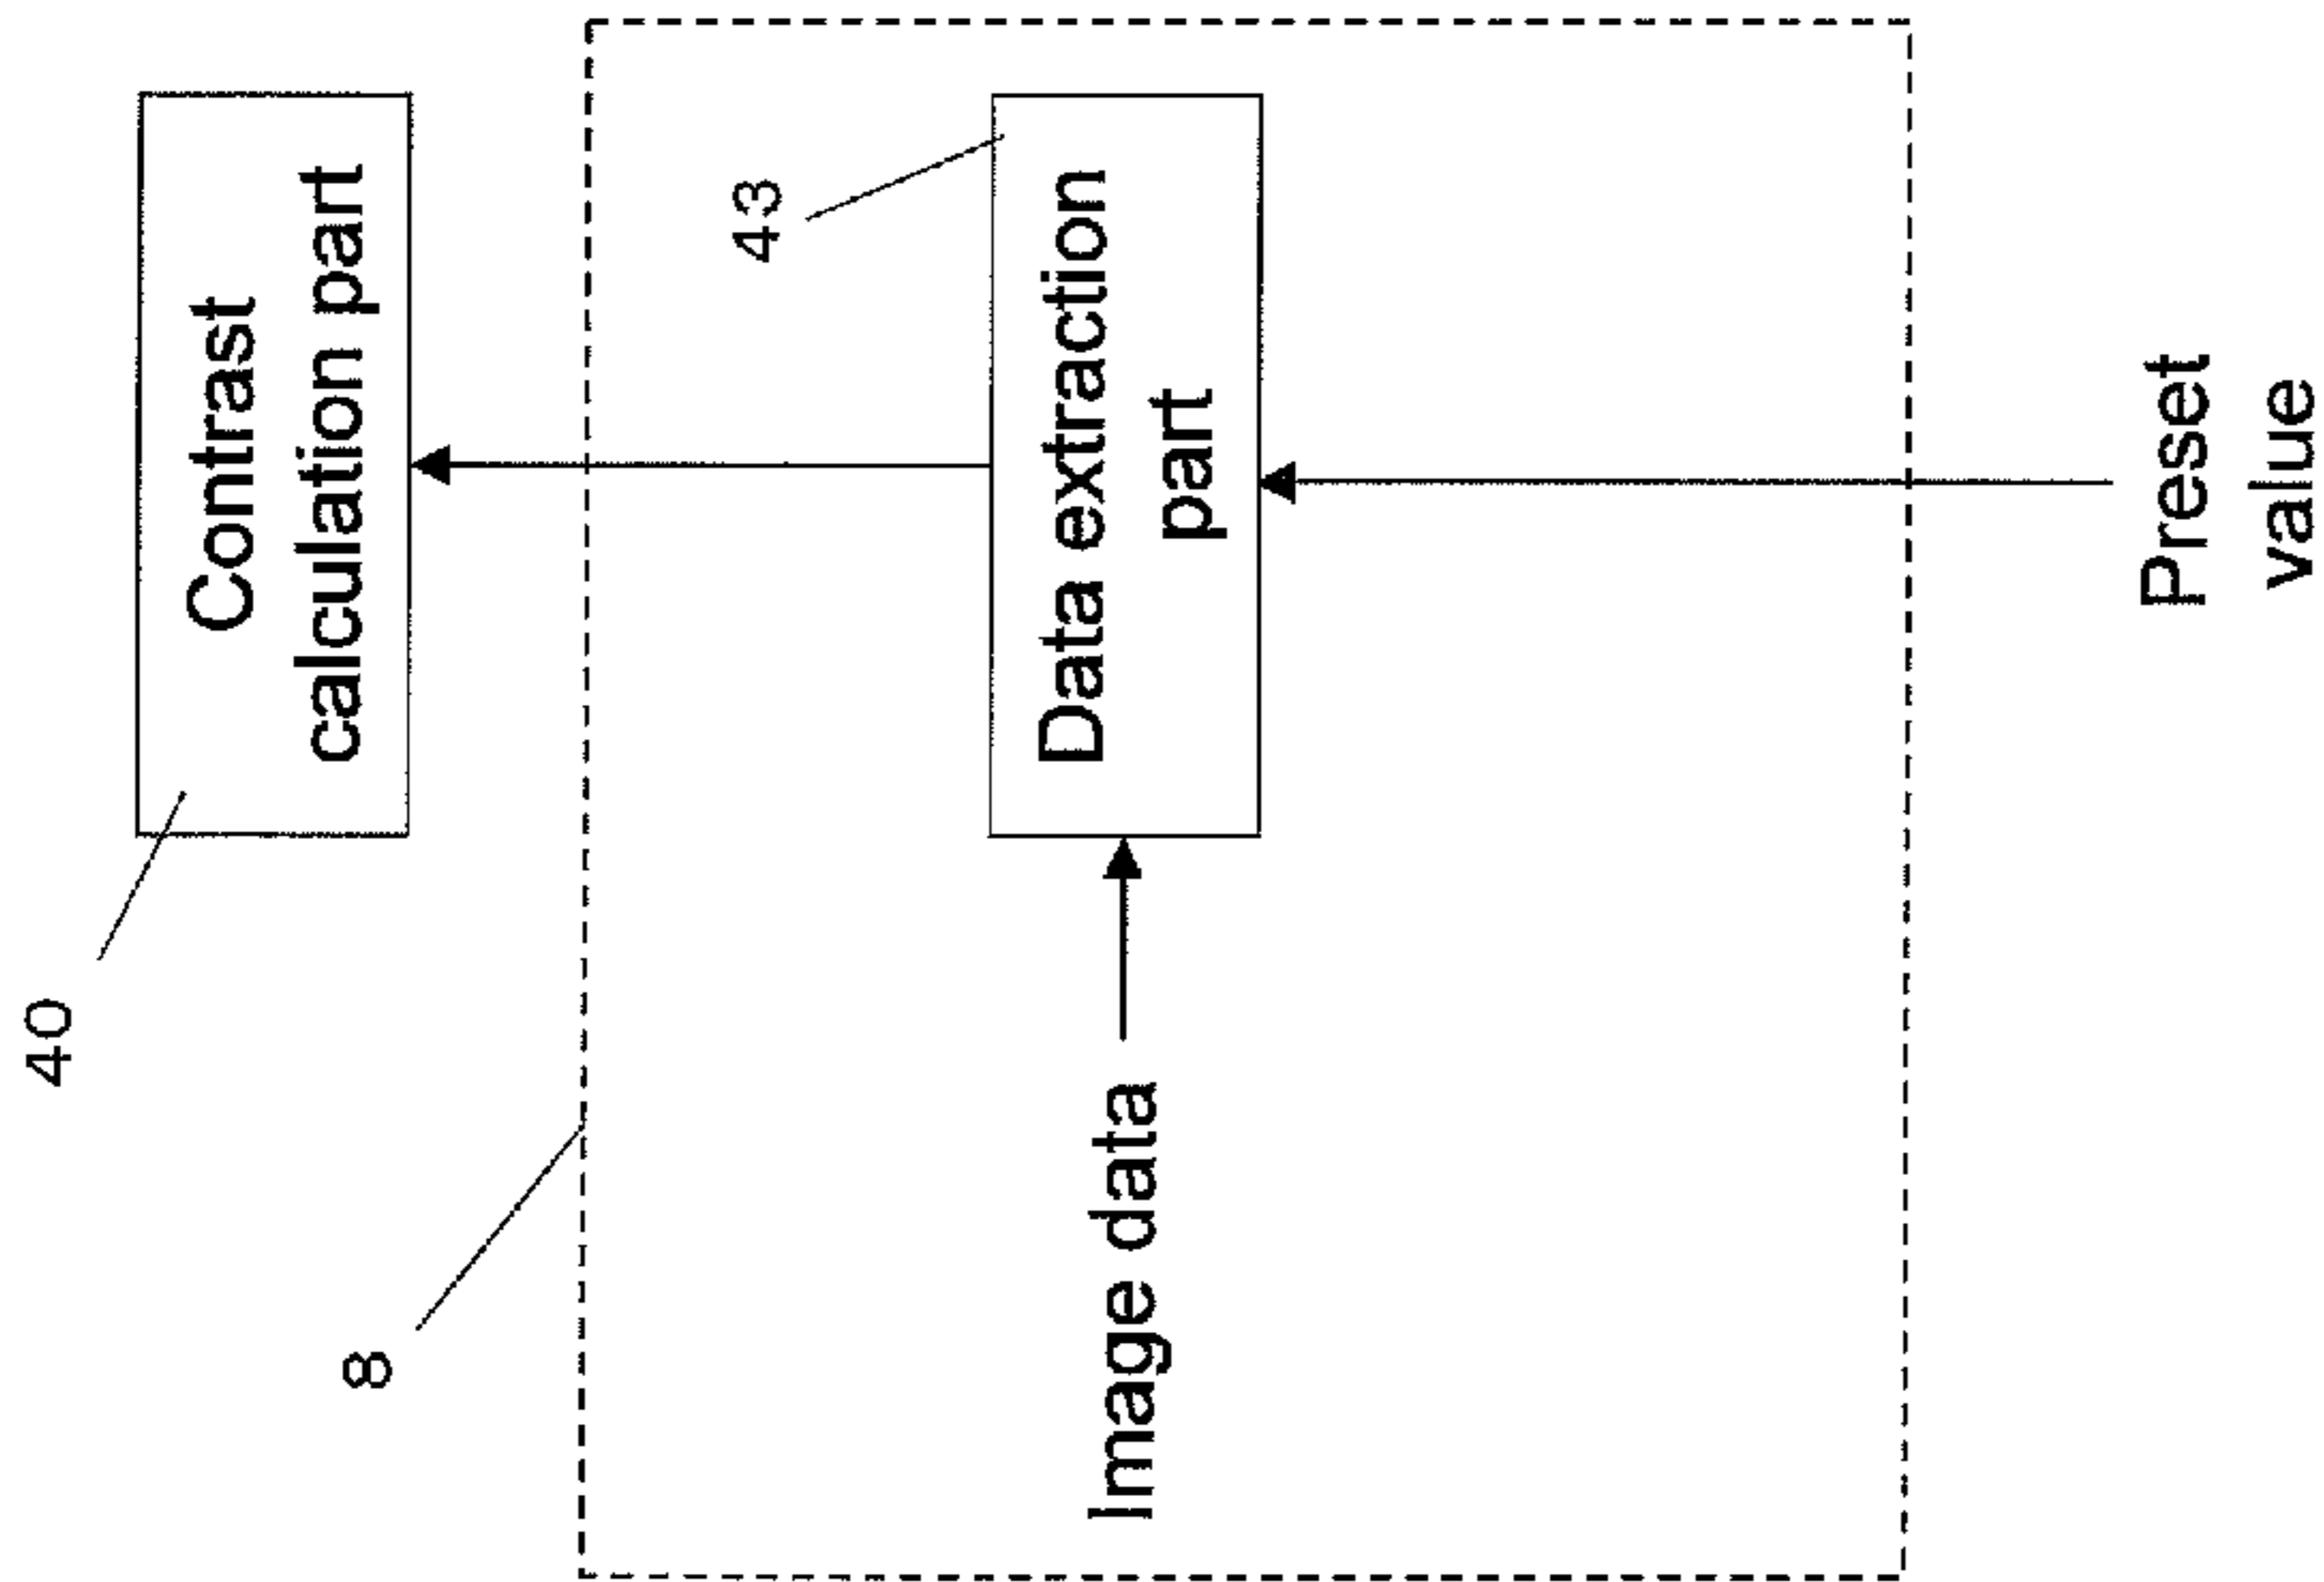 40
Contrast
calculation part
8
43
Data extraction
part
Image data
Preset
value